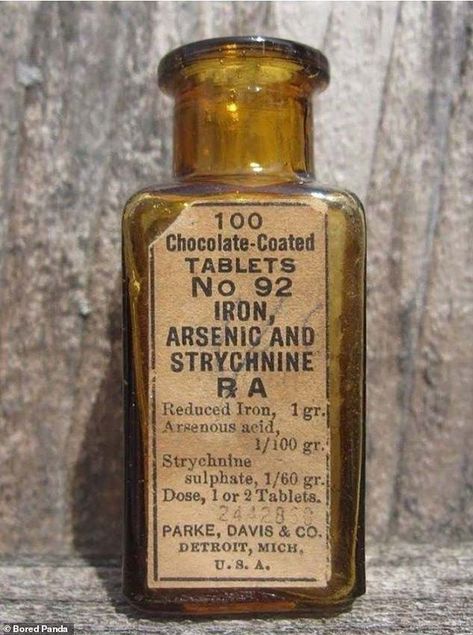 100
Chocolate-Coated
TABLETS
No 92
IRON,
ARSENIC AND
STRYCHNINE
R A
Reduced Iron, 1 gr.
Arsenous acid,
1/100 gr.
Strychnine
sulphate, 1/60 gr.
Dose, 1 or 2 Tablets.
PARKE, DAVIS & CO.
DETROIT, MICH.
U. S. A.
© Bored Panda